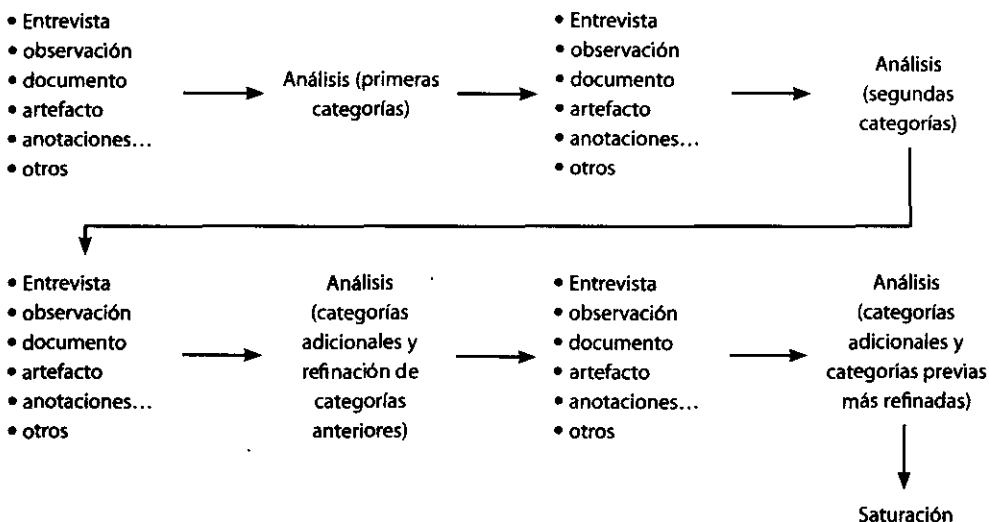 • Entrevista
• observación
• documento
• artefacto
• anotaciones...
• otros
Análisis (primeras
categorías)
• Entrevista
• observación
• documento
• artefacto
• anotaciones...
• otros
Análisis
(segundas
categorías)
• Entrevista
• observación
• documento
• artefacto
• anotaciones...
• otros
Análisis
(categorías
adicionales y
refinación de
categorías
anteriores)
• Entrevista
• observación
• documento
• artefacto
• anotaciones...
• otros
Análisis
(categorías
adicionales y
categorías previas
más refinadas)
Saturación